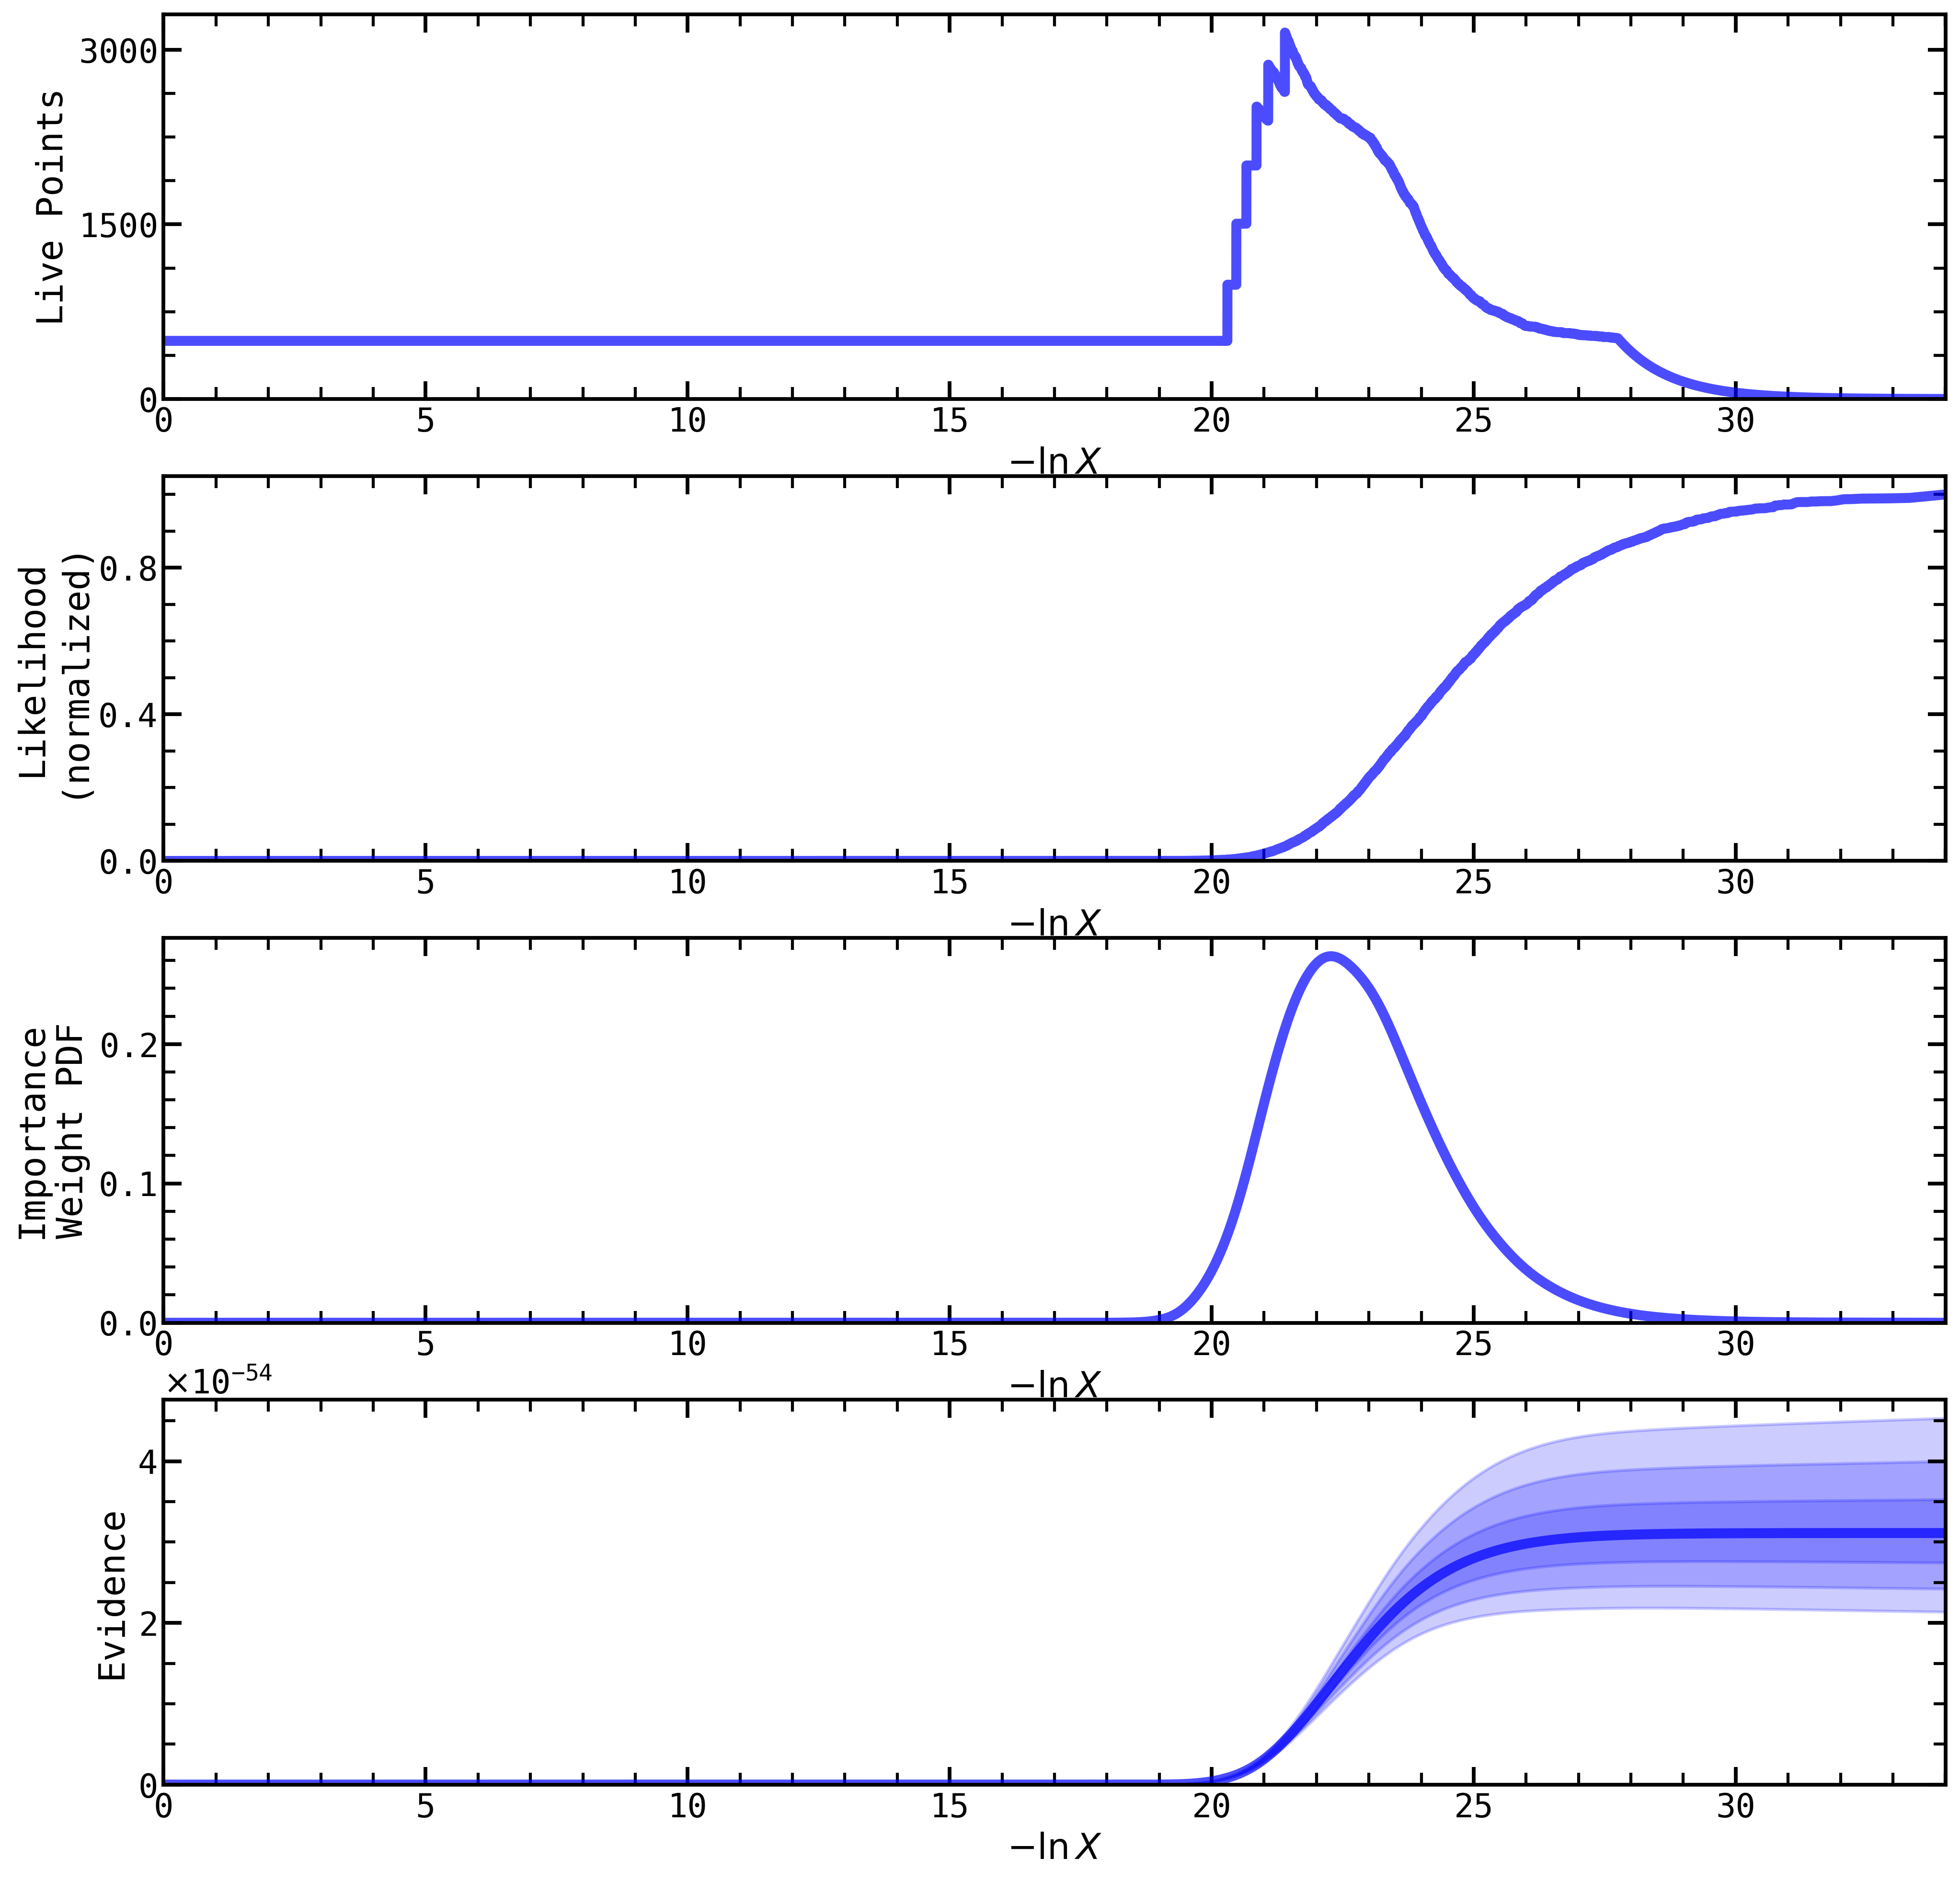 Live Points
3000
1500
0
0 5 10 15 20 25 30
−ln X
Likelihood
(normalized)
0.8
0.4
0.0
0 5 10 15 20 25 30
−ln X
Importance
Weight PDF
0.2
0.1
0.0
0 5 10 15 20 25 30
−ln X
×10⁻⁵⁴
Evidence
4
2
0
0 5 10 15 20 25 30
−ln X